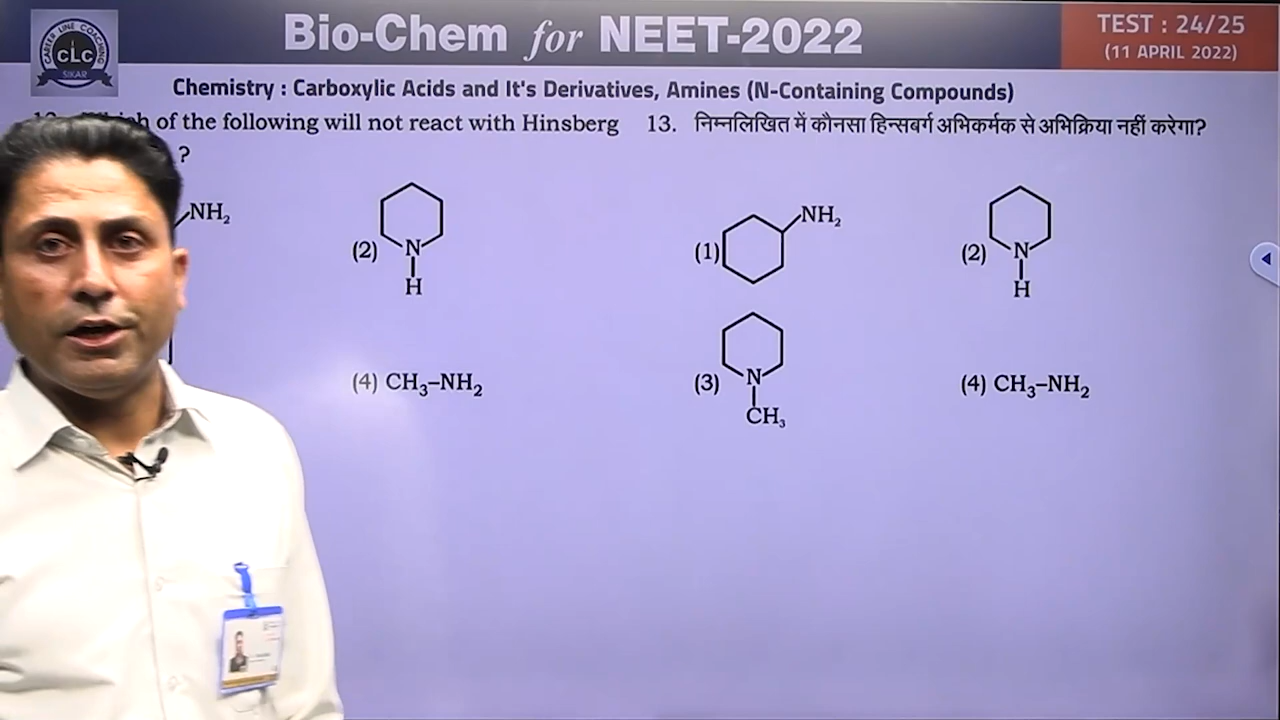 CAREER LINE COACHING
CLC
SIKAR
Bio-Chem for NEET-2022
TEST : 24/25
(11 APRIL 2022)
Chemistry : Carboxylic Acids and It's Derivatives, Amines (N-Containing Compounds)
of the following will not react with Hinsberg
?
NH₂
(2)
N
H
(4) CH₃–NH₂
13. निम्नलिखित में कौनसा हिन्सबर्ग अभिकर्मक से अभिक्रिया नहीं करेगा?
(1)
NH₂
(2)
N
H
(3)
N
CH₃
(4) CH₃–NH₂